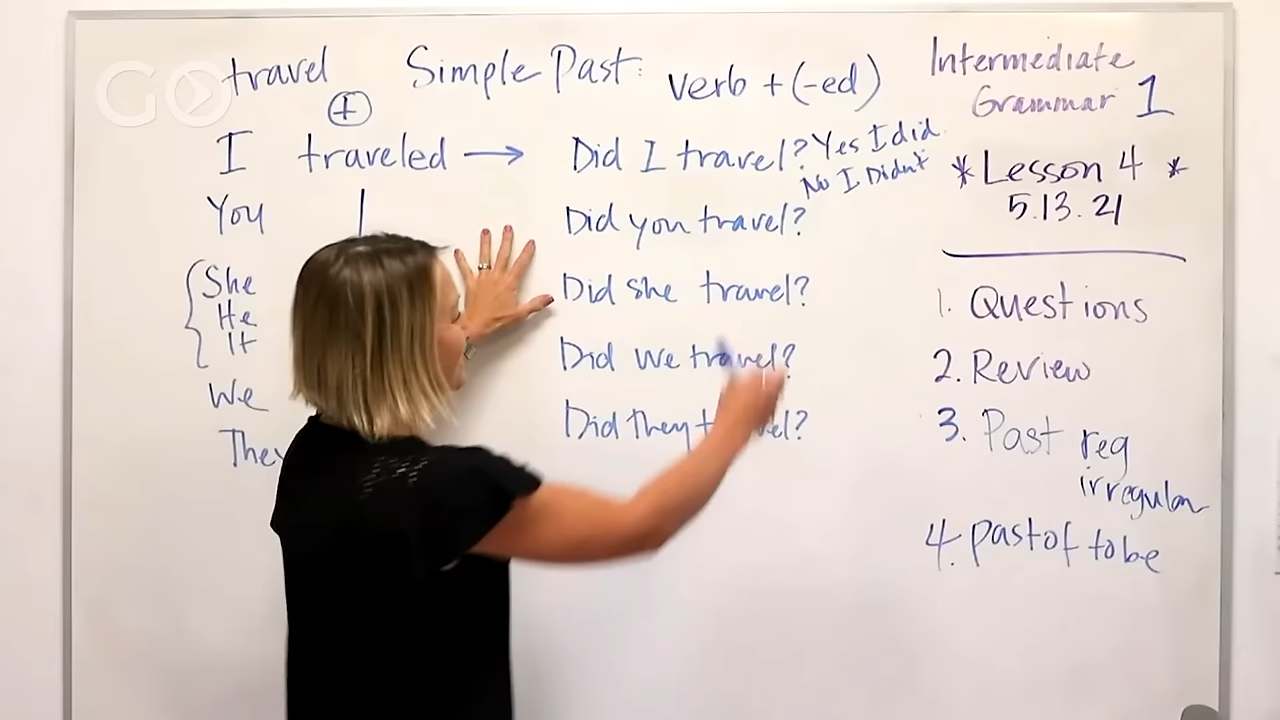 GO
travel
Simple Past: verb + (-ed)
+
I traveled → Did I travel? Yes I did.
No I Didn't
You Did you travel?
She Did she travel?
He
It
We Did we travel?
They Did they travel?
Intermediate
Grammar 1
* Lesson 4 *
5.13.21
1. Questions
2. Review
3. Past reg
irregular
4. past of to be